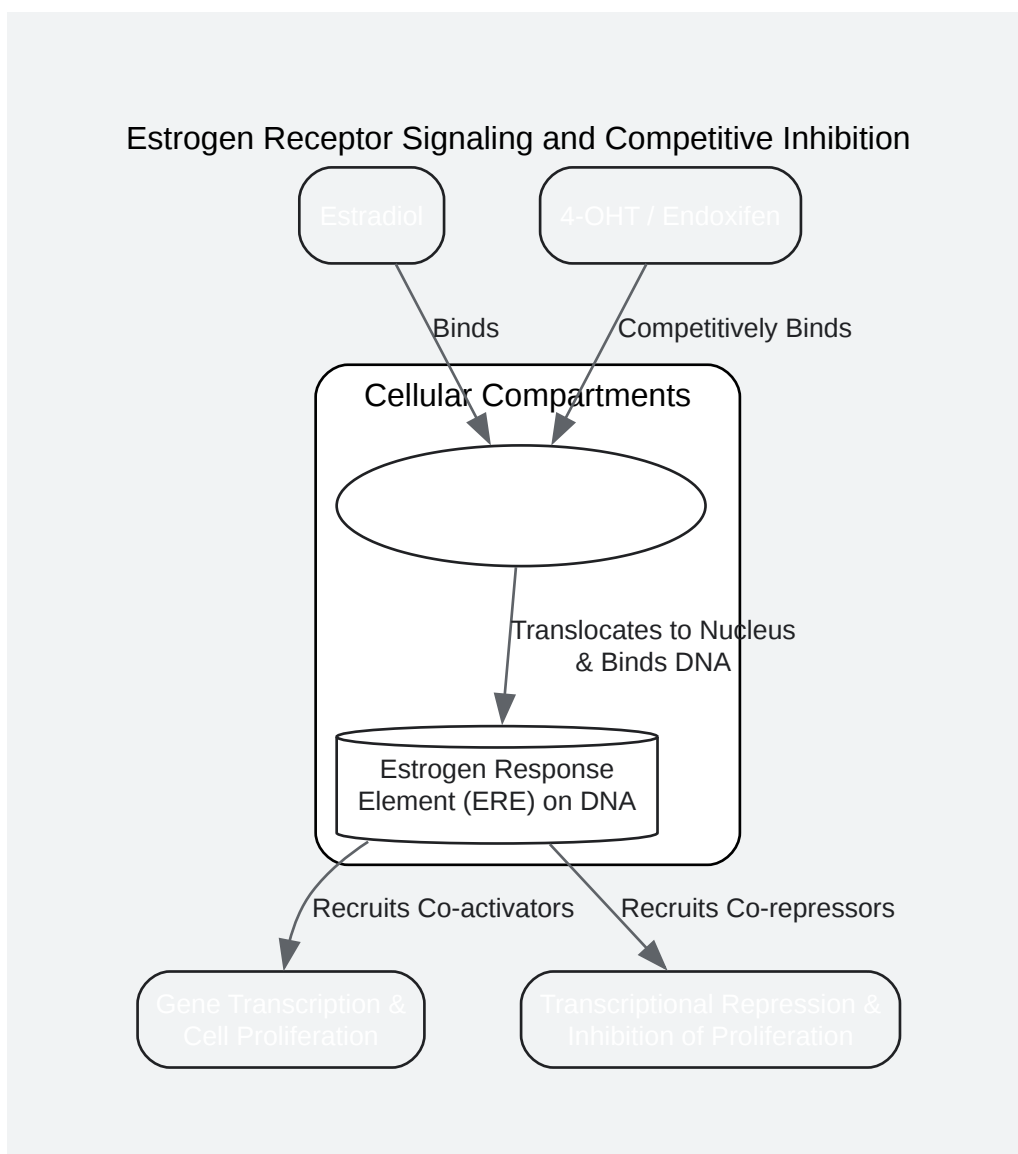 Estrogen Receptor Signaling and Competitive Inhibition
Estradiol
4-OHT / Endoxifen
Binds
Competitively Binds
Cellular Compartments
Translocates to Nucleus
& Binds DNA
Estrogen Response
Element (ERE) on DNA
Recruits Co-activators
Recruits Co-repressors
Gene Transcription &
Cell Proliferation
Transcriptional Repression &
Inhibition of Proliferation